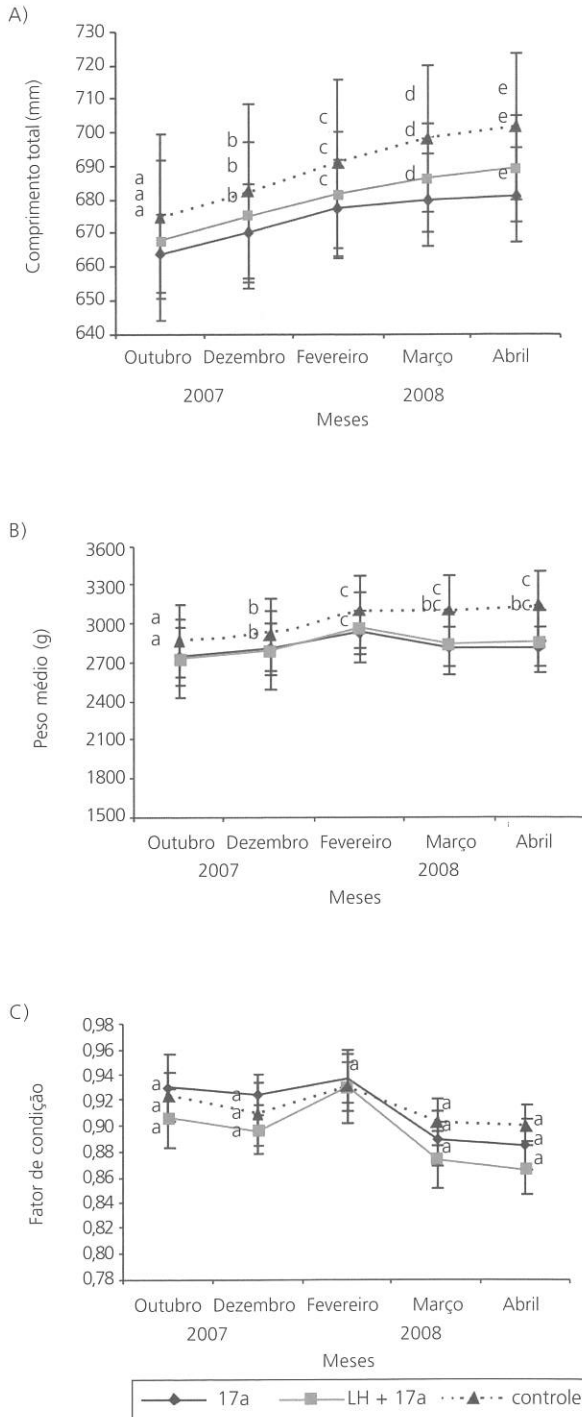 A)
Comprimento total (mm)
730
720
710
700
690
680
670
660
650
640
a
a
a
b
b
b
c
c
c
d
d
d
e
e
e
Outubro Dezembro Fevereiro Março Abril
2007 2008
Meses
B)
Peso médio (g)
3600
3300
3000
2700
2400
2100
1800
1500
a
a
b
b
c
c
c
bc
c
bc
Outubro Dezembro Fevereiro Março Abril
2007 2008
Meses
C)
Fator de condição
0,98
0,96
0,94
0,92
0,90
0,88
0,86
0,84
0,82
0,80
0,78
a
a
a
a
a
a
a
a
a
a
a
a
a
Outubro Dezembro Fevereiro Março Abril
2007 2008
Meses
17a LH + 17a controle